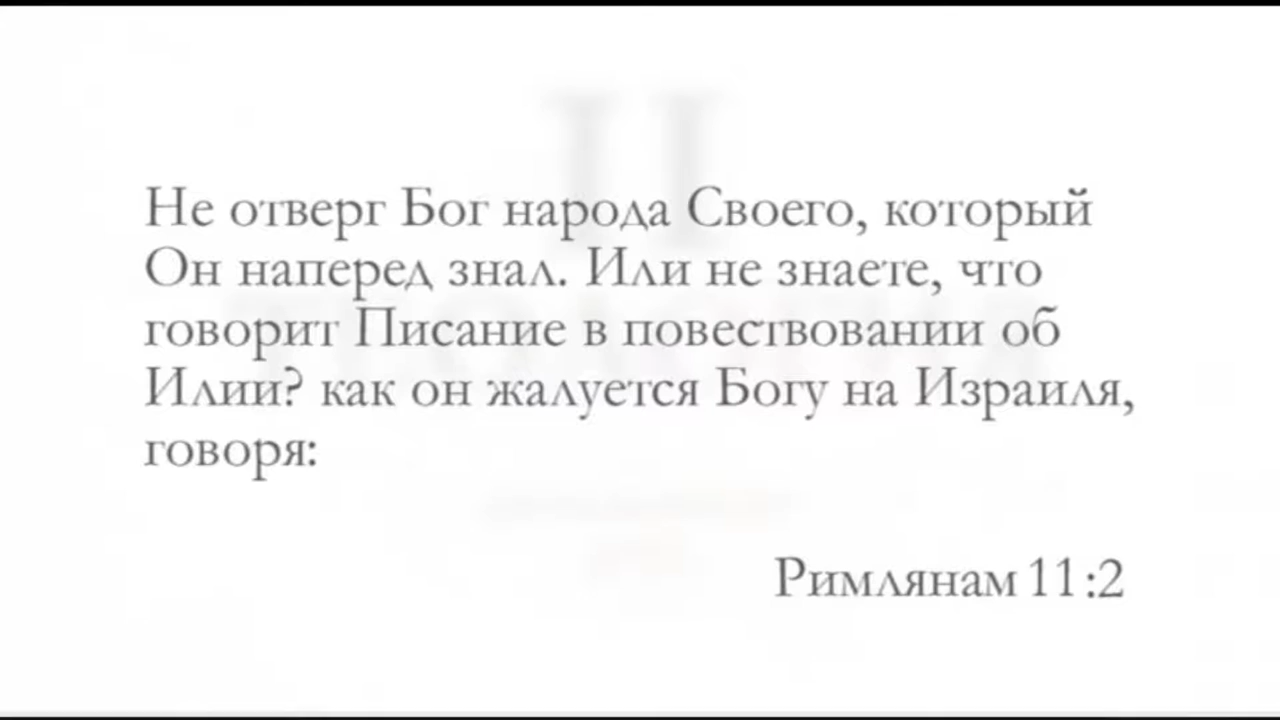 Не отверг Бог народа Своего, который
Он наперед знал. Или не знаете, что
говорит Писание в повествовании об
Илии? как он жалуется Богу на Израиля,
говоря:
Римлянам 11:2